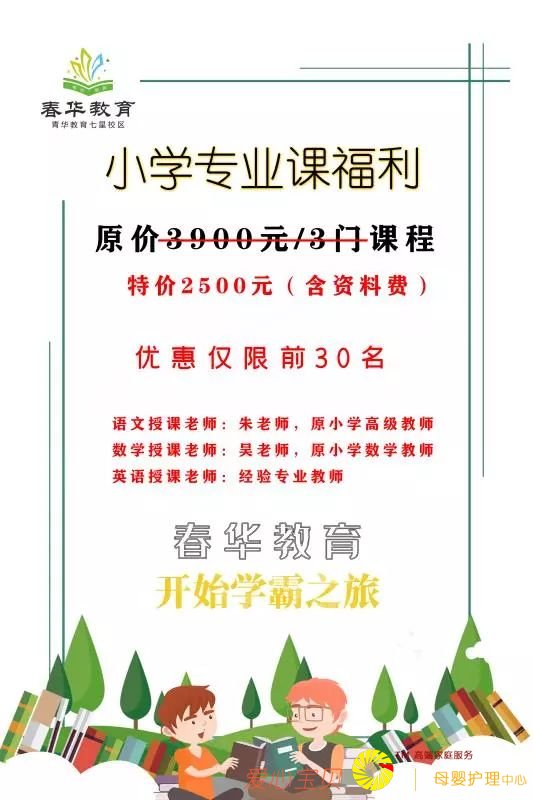 春华教育
青华教育七星校区
小学专业课福利
原价3900元/3门课程
特价2500元（含资料费）
优惠仅限前30名
语文授课老师：朱老师，原小学高级教师
数学授课老师：吴老师，原小学数学教师
英语授课老师：经验专业教师
春华教育
开始学霸之旅
高端家庭服务
爱心宝贝
母婴护理中心